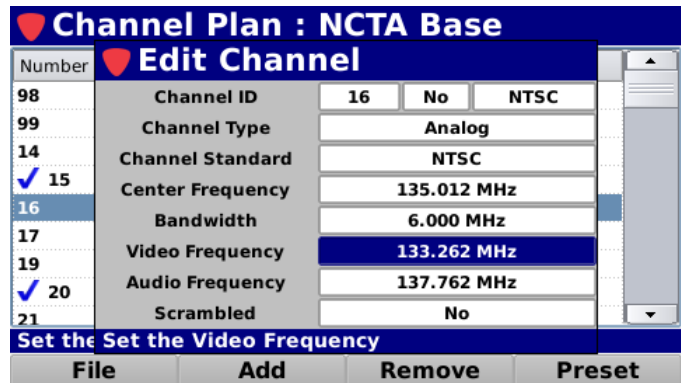 Channel Plan : NCTA Base
Number
98
99
14
15
16
17
19
20
21
Edit Channel
Channel ID 16 No NTSC
Channel Type Analog
Channel Standard NTSC
Center Frequency 135.012 MHz
Bandwidth 6.000 MHz
Video Frequency 133.262 MHz
Audio Frequency 137.762 MHz
Scrambled No
Set the Set the Video Frequency
File Add Remove Preset